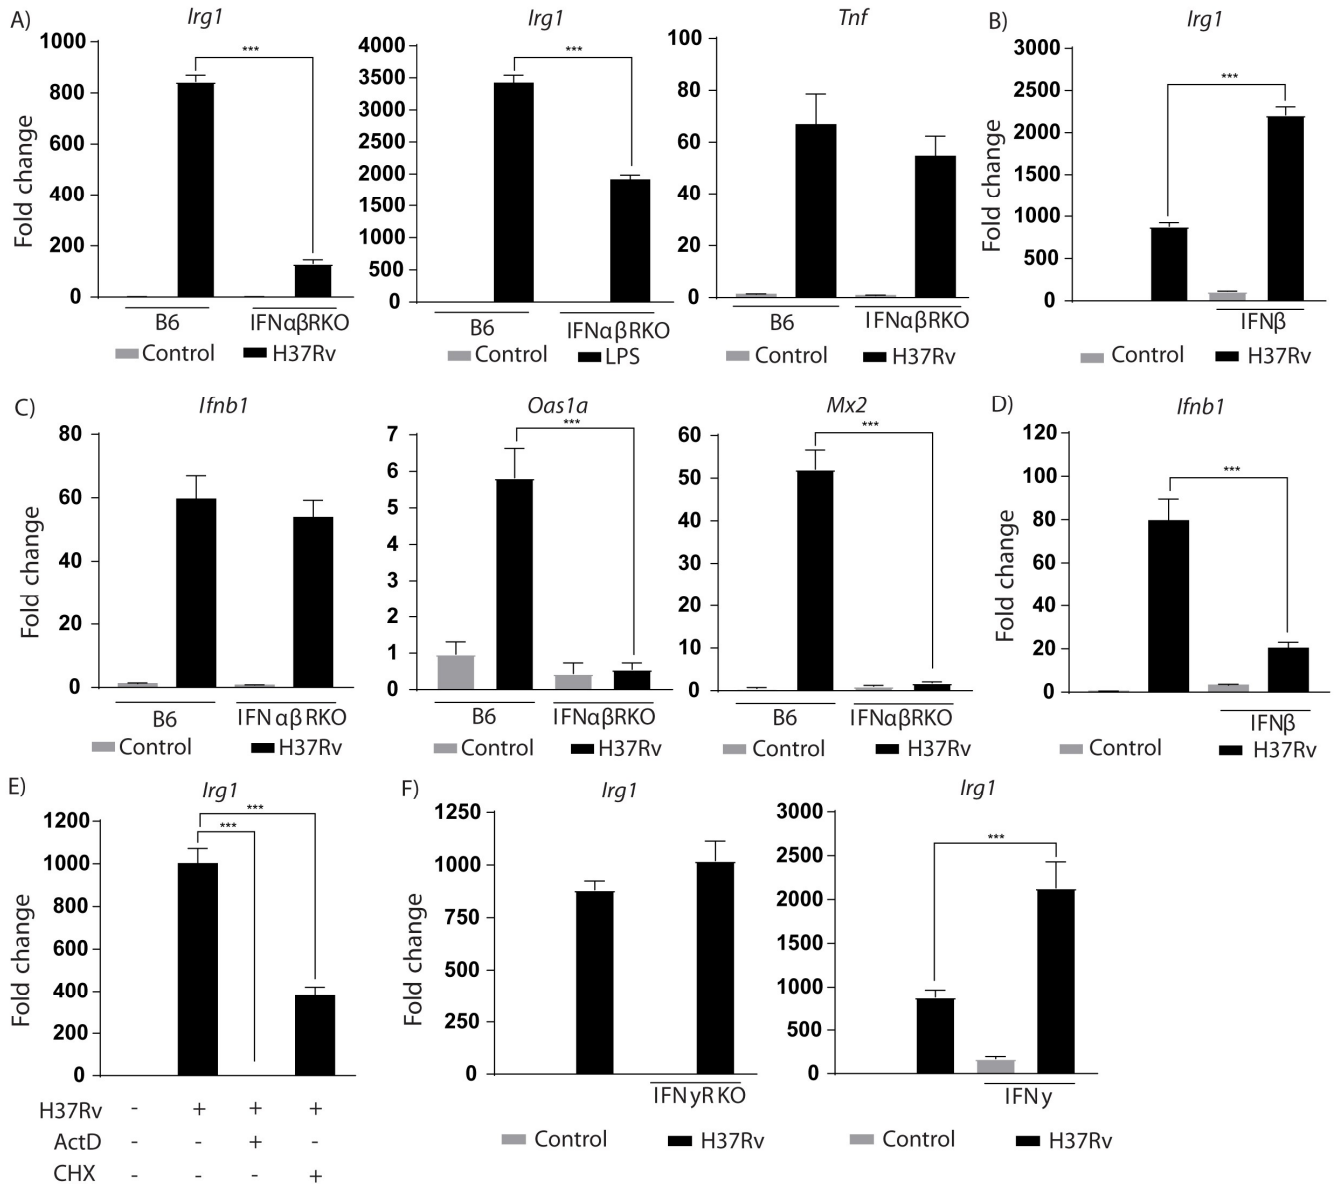 A)
Irg1
Fold change
1000
800
600
400
200
0
***
B6
IFNαβRKO
Control
H37Rv
Irg1
4000
3500
3000
2500
2000
1500
1000
500
0
***
B6
IFNαβRKO
Control
LPS
Tnf
100
80
60
40
20
0
B6
IFNαβRKO
Control
H37Rv
B)
Irg1
Fold change
3000
2500
2000
1500
1000
500
0
***
IFNβ
Control
H37Rv
C)
Ifnb1
Fold change
80
60
40
20
0
B6
IFNαβRKO
Control
H37Rv
Oas1a
7
6
5
4
3
2
1
0
***
B6
IFNαβRKO
Control
H37Rv
Mx2
60
50
40
30
20
10
0
***
B6
IFNαβRKO
Control
H37Rv
D)
Ifnb1
Fold change
120
100
80
60
40
20
0
***
IFNβ
Control
H37Rv
E)
Irg1
Fold change
1200
1000
800
600
400
200
0
***
***
H37Rv - + + +
ActD - - + -
CHX - - - +
F)
Irg1
Fold change
1250
1000
750
500
250
0
IFNyRKO
Control
H37Rv
Irg1
3000
2500
2000
1500
1000
500
0
***
IFNy
Control
H37Rv